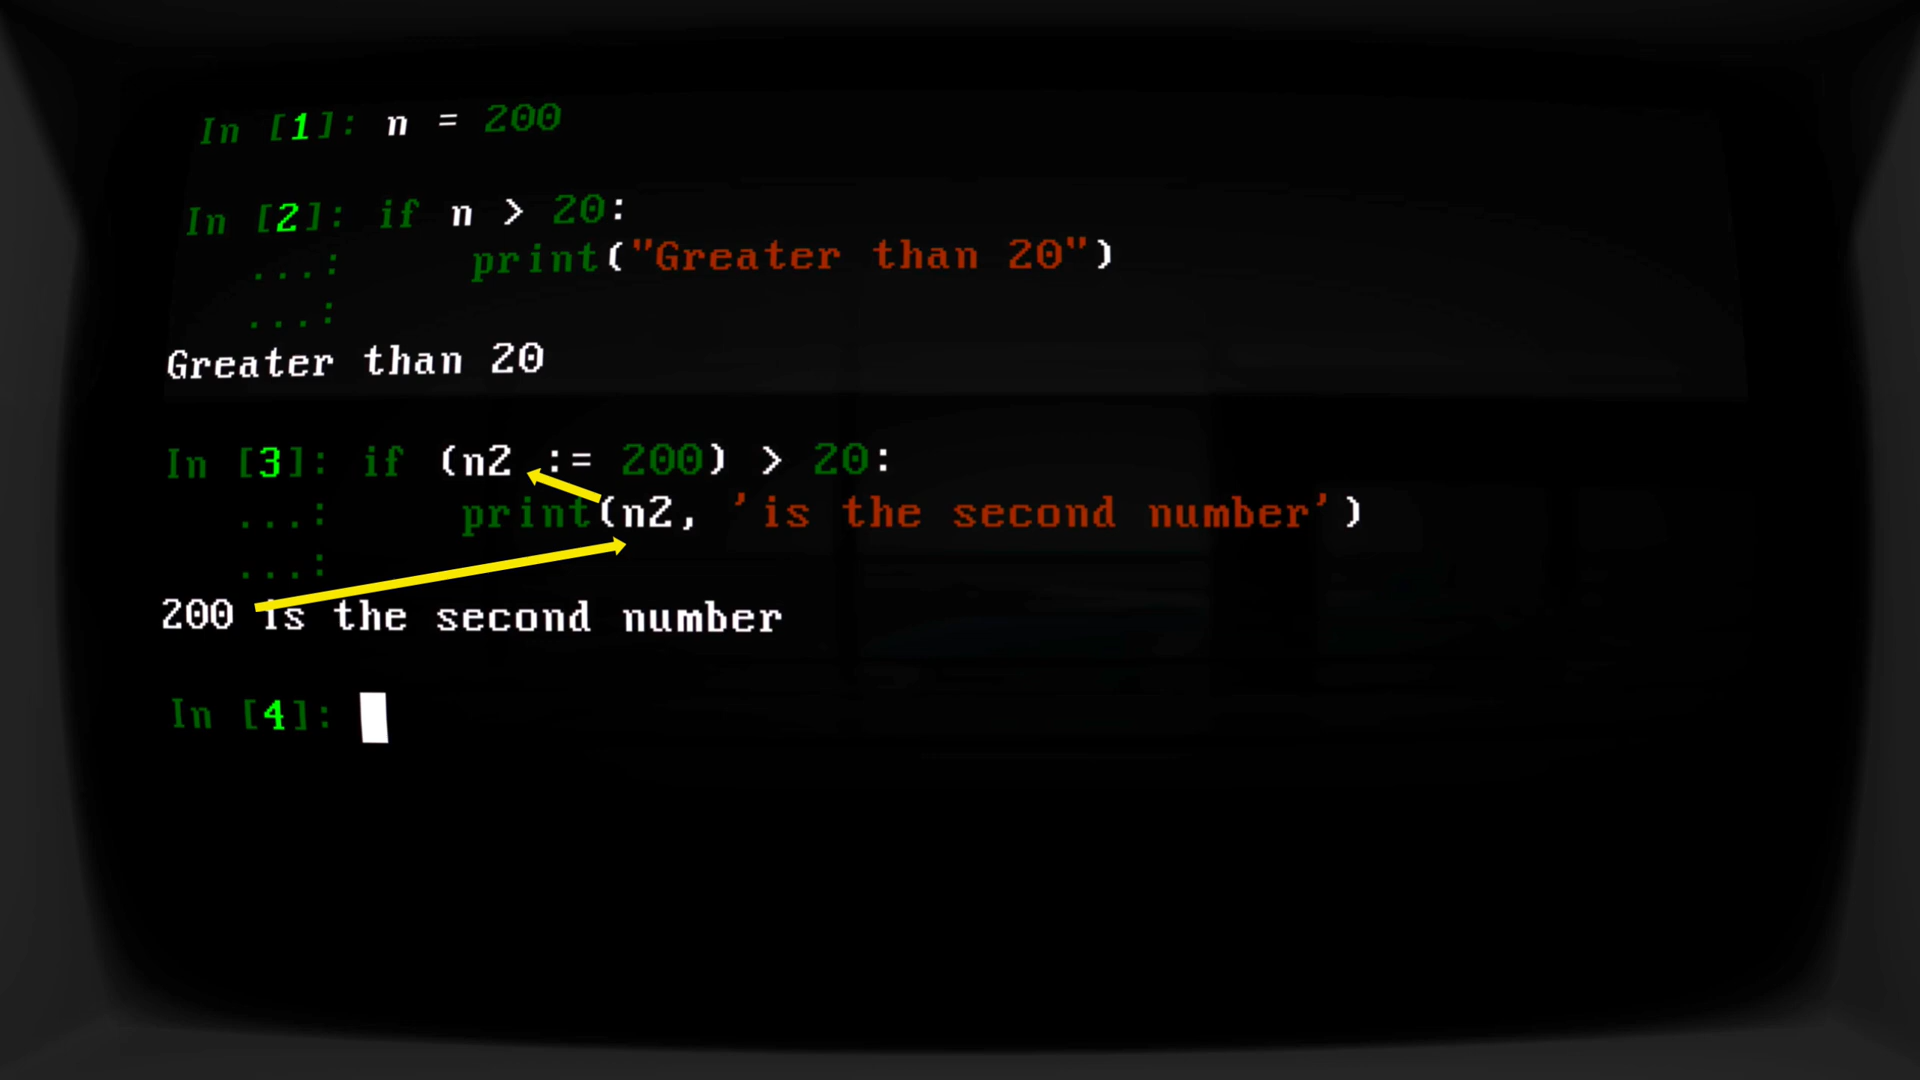 In [1]: n = 200
In [2]: if n > 20:
...: print("Greater than 20")
...:
Greater than 20
In [3]: if (n2 := 200) > 20:
...: print(n2, 'is the second number')
...:
200 is the second number
In [4]: